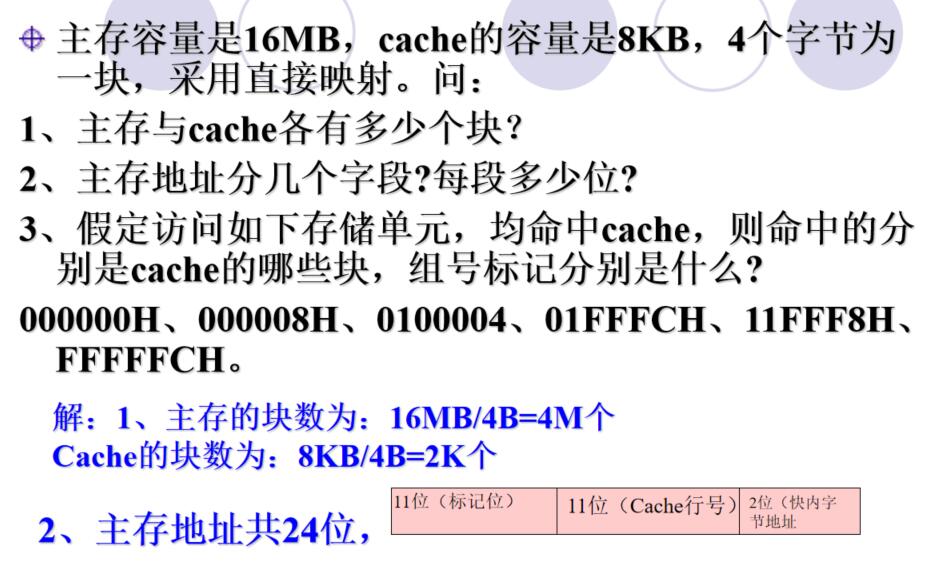 主存容量是16MB，cache的容量是8KB，4个字节为
一块，采用直接映射。问：
1、主存与cache各有多少个块？
2、主存地址分几个字段?每段多少位?
3、假定访问如下存储单元，均命中cache，则命中的分
别是cache的哪些块，组号标记分别是什么?
000000H、000008H、0100004、01FFFCH、11FFF8H、
FFFFFCH。
解：1、主存的块数为：16MB/4B=4M个
Cache的块数为：8KB/4B=2K个
2、主存地址共24位，
11位（标记位） 11位（Cache行号） 2位（快内字
节地址